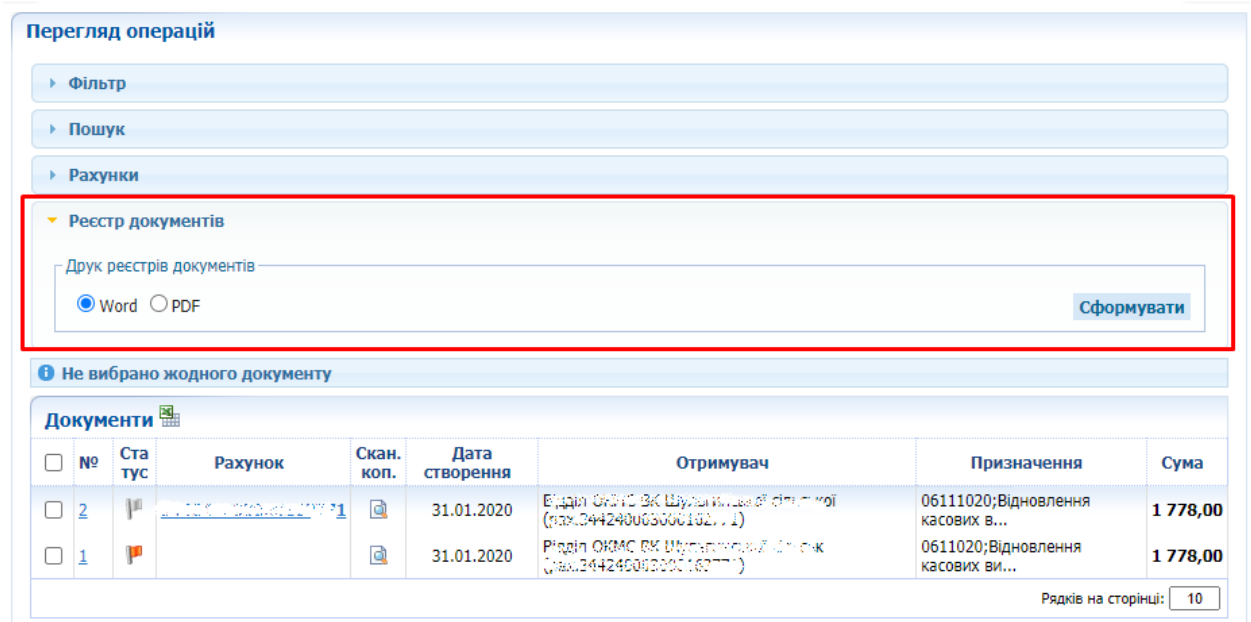 Перегляд операцій
Фільтр
Пошук
Рахунки
Реєстр документів
Друк реєстрів документів
Word PDF Сформувати
Не вибрано жодного документу
Документи
№ Ста тус Рахунок Скан. коп. Дата створення Отримувач Призначення Сума
2 31.01.2020 06111020;Відновлення касових в... 1 778,00
1 31.01.2020 0611020;Відновлення касових ви... 1 778,00
Рядків на сторінці: 10